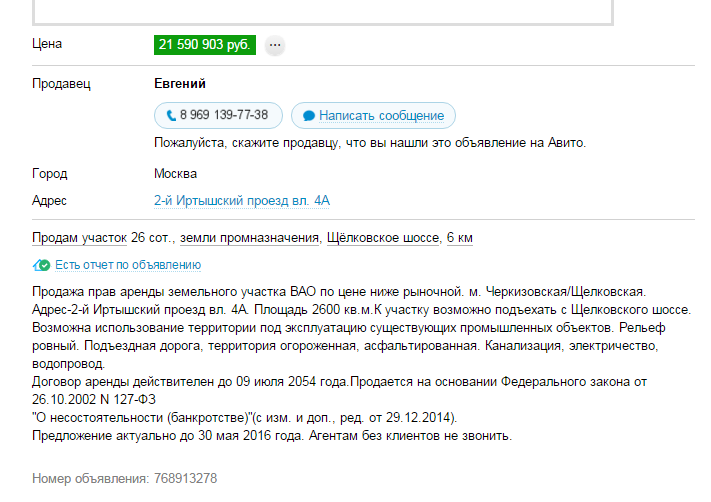 Цена 21 590 903 руб. ...
Продавец Евгений
8 969 139-77-38 Написать сообщение
Пожалуйста, скажите продавцу, что вы нашли это объявление на Авито.
Город Москва
Адрес 2-й Иртышский проезд вл. 4А
Продам участок 26 сот., земли промназначения, Щёлковское шоссе, 6 км
Есть отчет по объявлению
Продажа прав аренды земельного участка ВАО по цене ниже рыночной. м. Черкизовская/Щелковская.
Адрес-2-й Иртышский проезд вл. 4А. Площадь 2600 кв.м.К участку возможно подъехать с Щелковского шоссе.
Возможна использование территории под эксплуатацию существующих промышленных объектов. Рельеф
ровный. Подъездная дорога, территория огороженная, асфальтированная. Канализация, электричество,
водопровод.
Договор аренды действителен до 09 июля 2054 года.Продается на основании Федерального закона от
26.10.2002 N 127-ФЗ
"О несостоятельности (банкротстве)"(с изм. и доп., ред. от 29.12.2014).
Предложение актуально до 30 мая 2016 года. Агентам без клиентов не звонить.
Номер объявления: 768913278